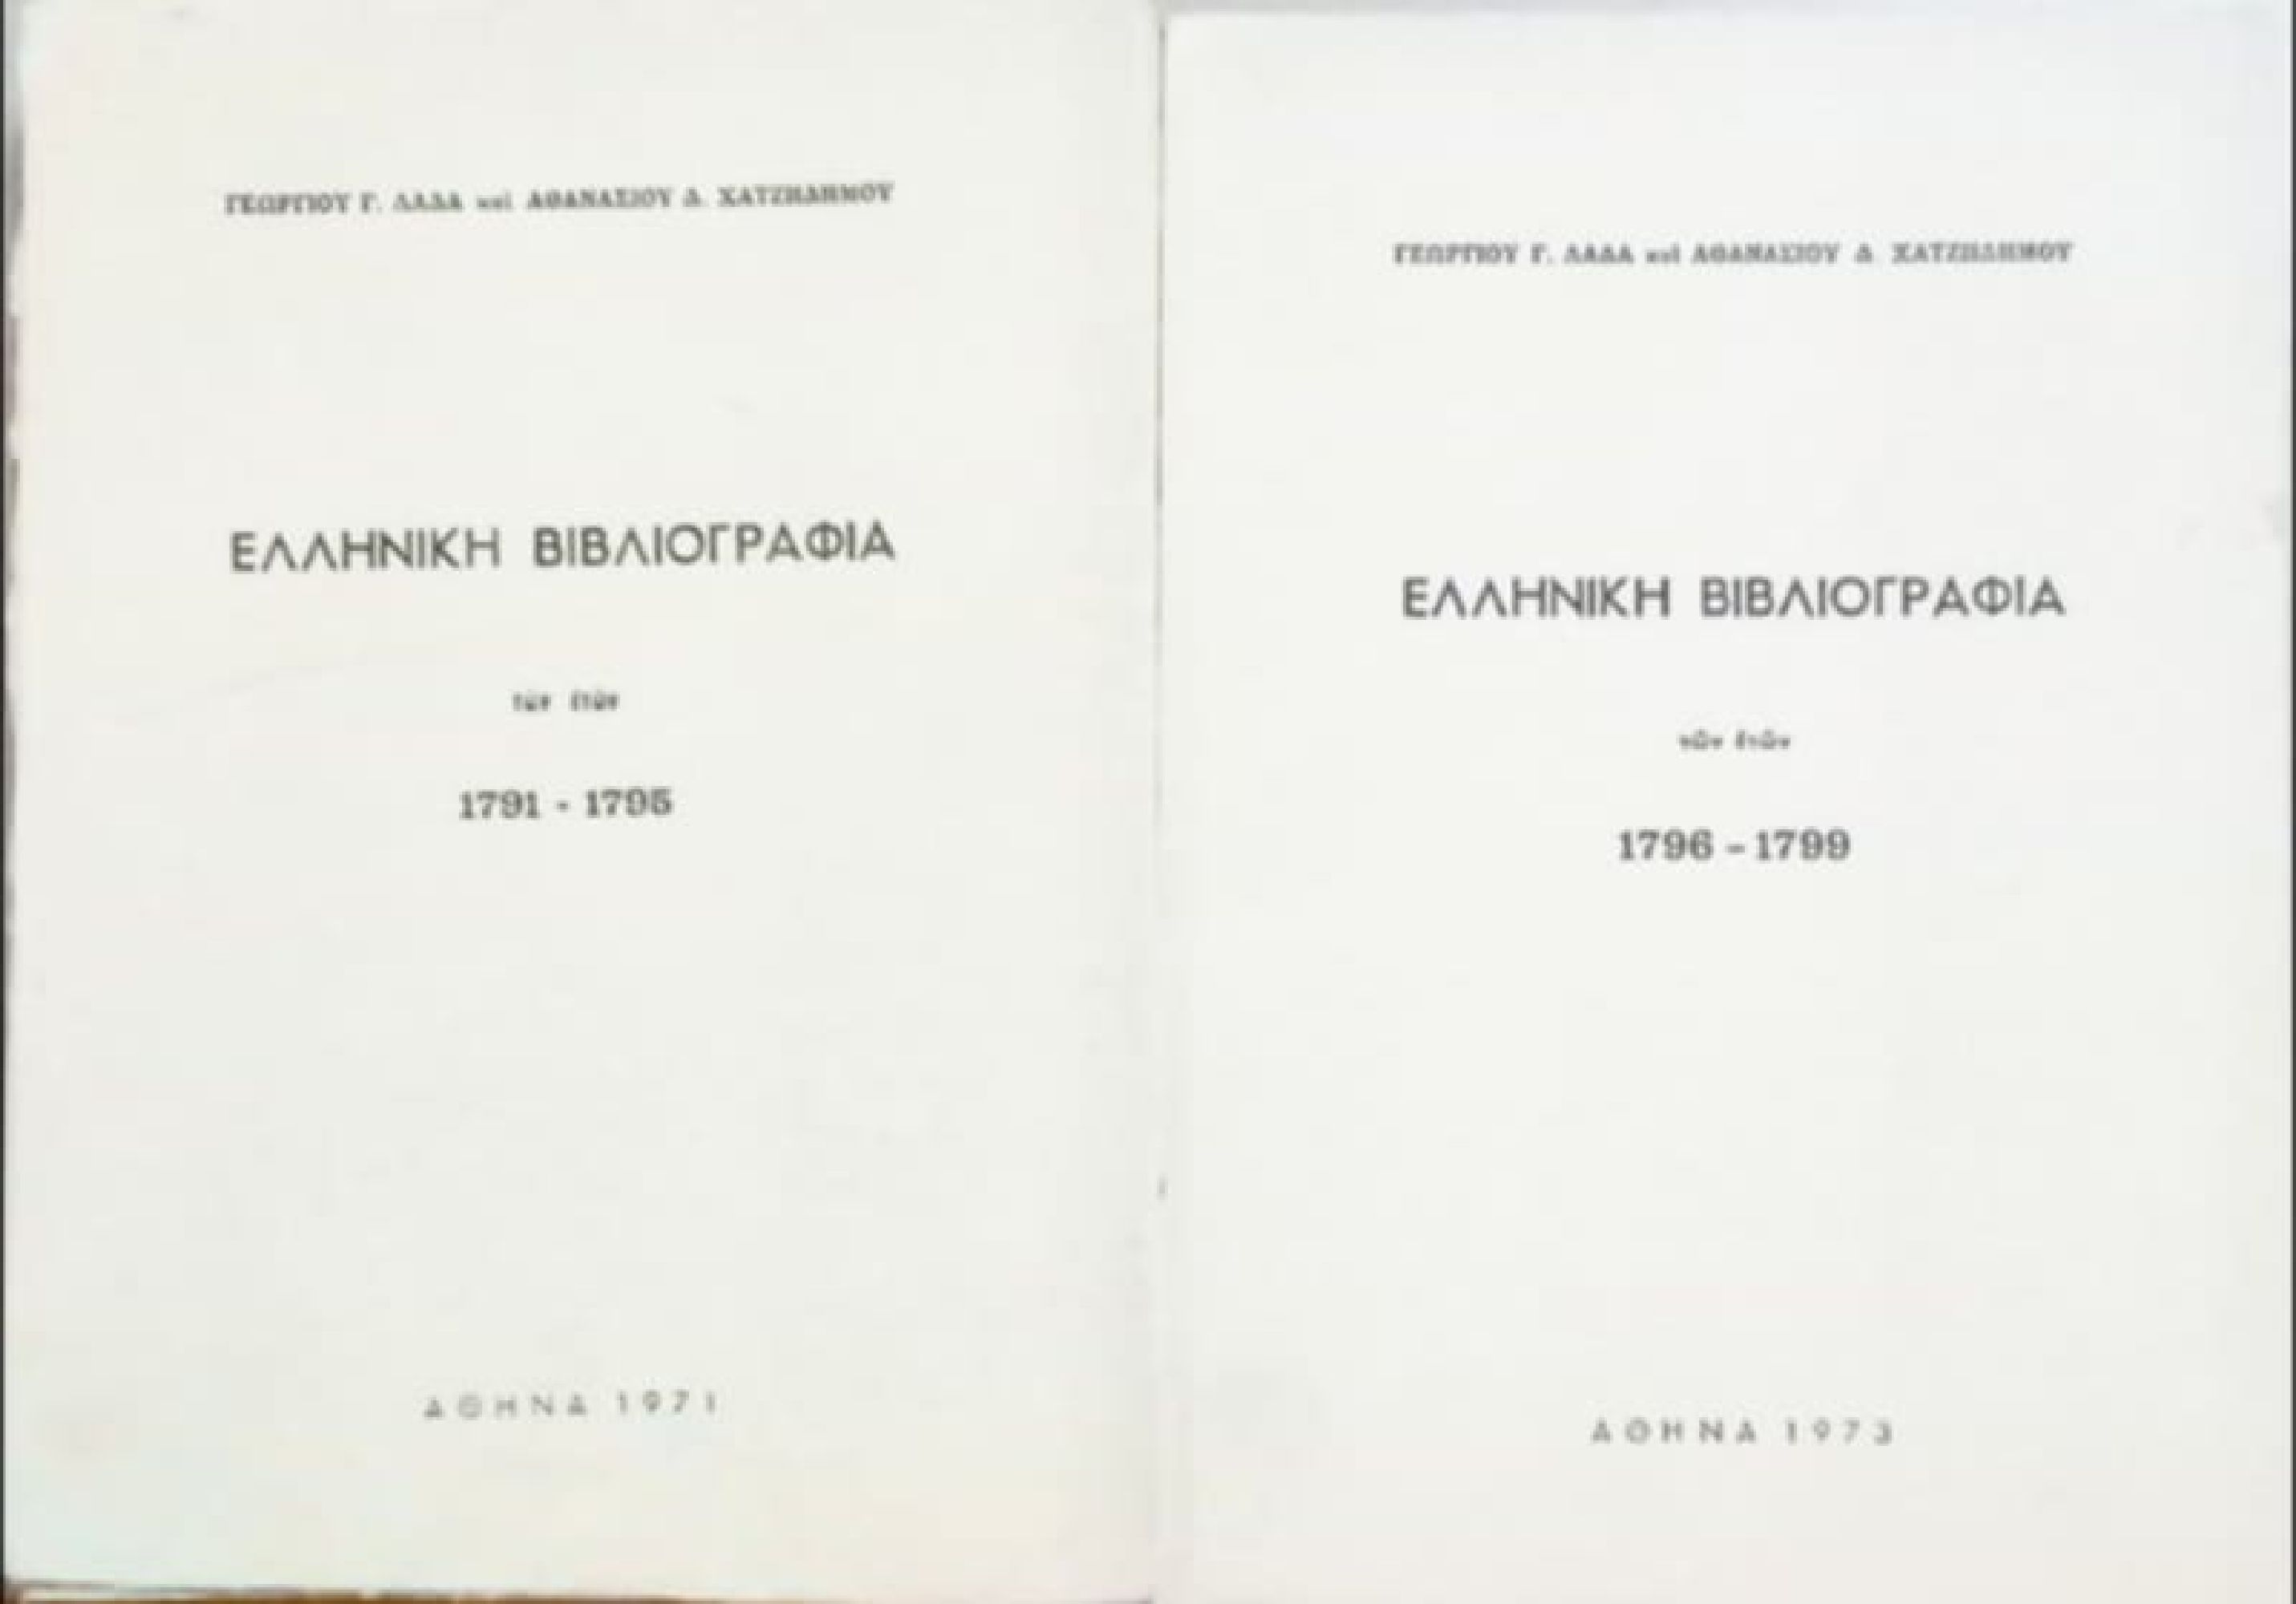 ΓΕΩΡΓΙΟΥ Γ. ΛΑΔΑ καὶ ΑΘΑΝΑΣΙΟΥ Δ. ΧΑΤΖΗΔΗΜΟΥ
ΕΛΛΗΝΙΚΗ ΒΙΒΛΙΟΓΡΑΦΙΑ
τῶν ἐτῶν
1791 - 1795
ΑΘΗΝΑ 1971
ΓΕΩΡΓΙΟΥ Γ. ΛΑΔΑ καὶ ΑΘΑΝΑΣΙΟΥ Δ. ΧΑΤΖΗΔΗΜΟΥ
ΕΛΛΗΝΙΚΗ ΒΙΒΛΙΟΓΡΑΦΙΑ
τῶν ἐτῶν
1796 - 1799
ΑΘΗΝΑ 1973